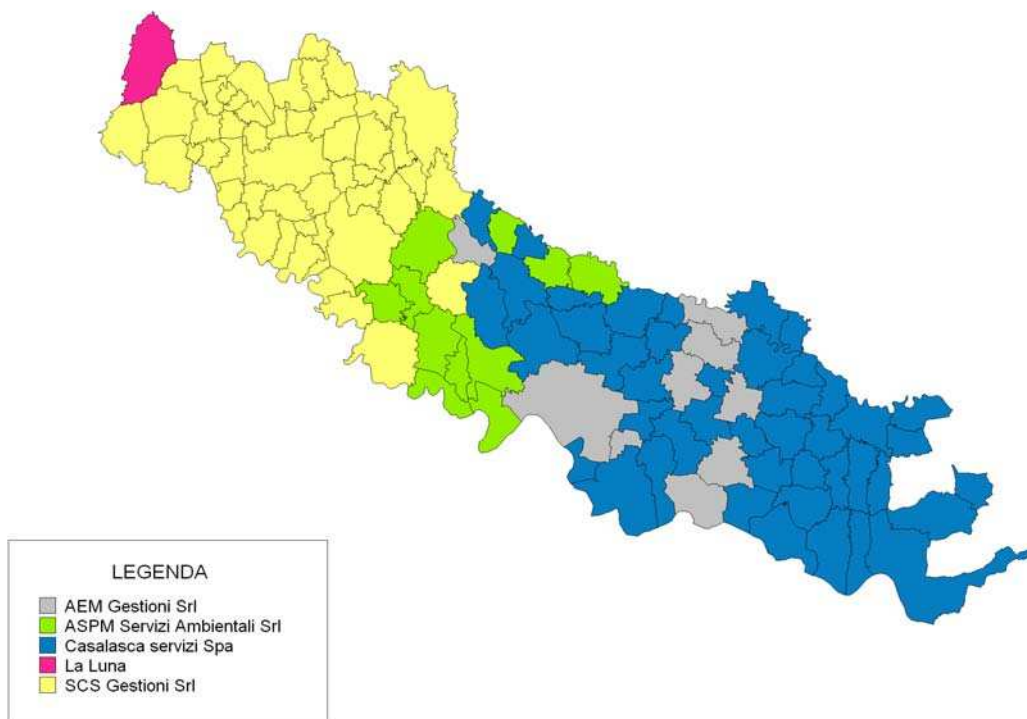 LEGENDA
AEM Gestioni Srl
ASPM Servizi Ambientali Srl
Casalasca servizi Spa
La Luna
SCS Gestioni Srl